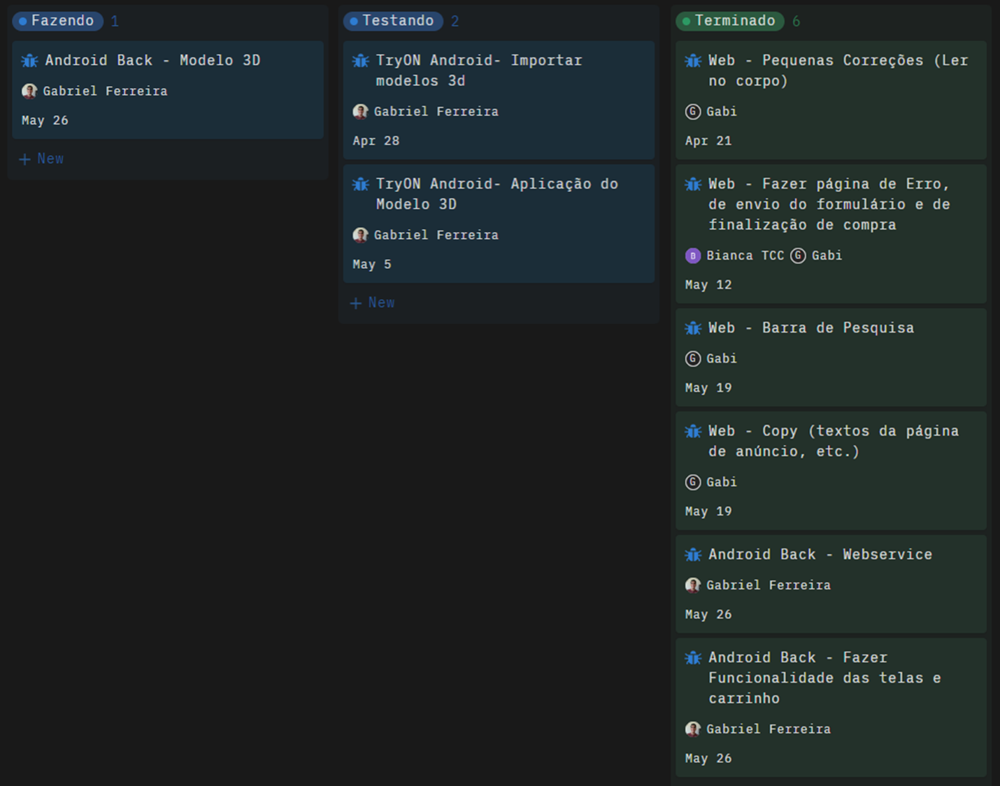 Fazendo 1
Android Back - Modelo 3D
Gabriel Ferreira
May 26
+ New
Testando 2
TryON Android- Importar
modelos 3d
Gabriel Ferreira
Apr 28
TryON Android- Aplicação do
Modelo 3D
Gabriel Ferreira
May 5
+ New
Terminado 6
Web - Pequenas Correções (Ler
no corpo)
G Gabi
Apr 21
Web - Fazer página de Erro,
de envio do formulário e de
finalização de compra
B Bianca TCC G Gabi
May 12
Web - Barra de Pesquisa
G Gabi
May 19
Web - Copy (textos da página
de anúncio, etc.)
G Gabi
May 19
Android Back - Webservice
Gabriel Ferreira
May 26
Android Back - Fazer
Funcionalidade das telas e
carrinho
Gabriel Ferreira
May 26